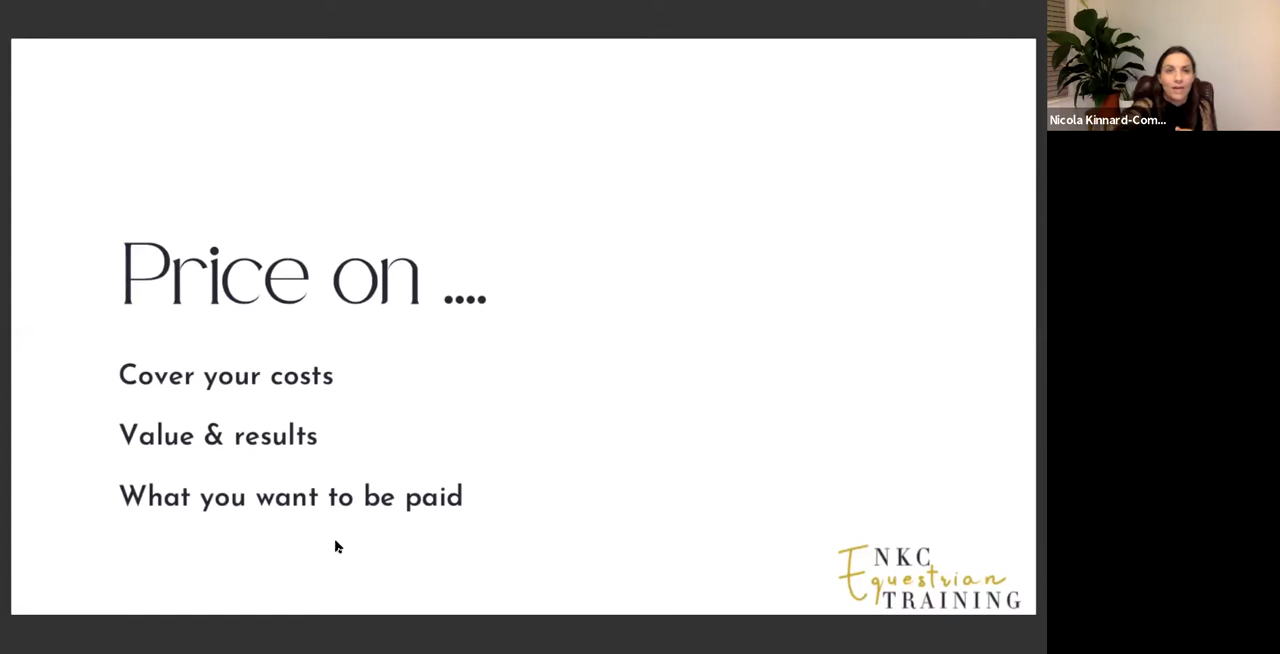 Price on ....
Cover your costs
Value & results
What you want to be paid
NKC
Equestrian
TRAINING
Nicola Kinnard-Com...